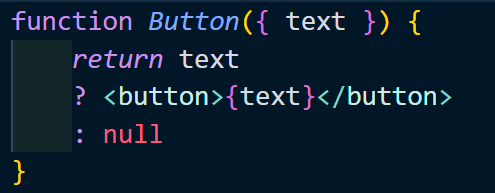 function Button({ text }) {
    return text
    ? <button>{text}</button>
    : null
}